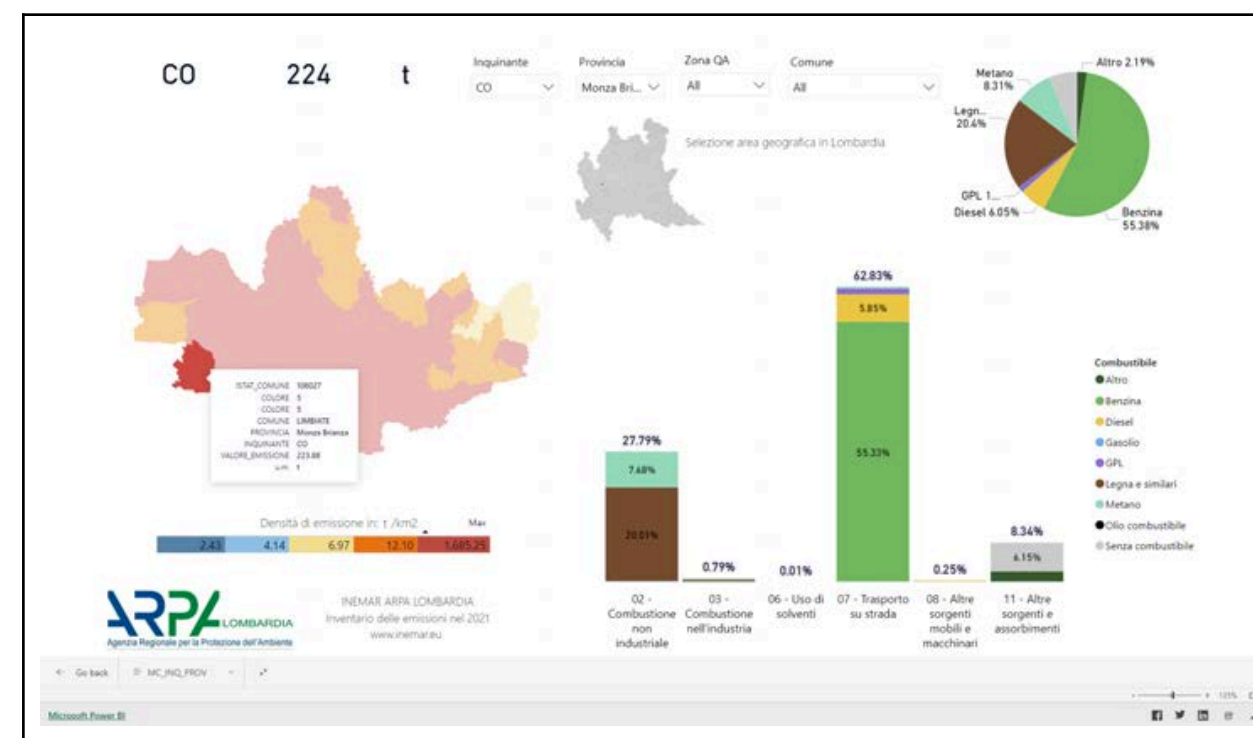 CO 224 t
Inquinante
CO
Provincia
Monza Bri...
Zona QA
All
Comune
All
Selezione area geografica in Lombardia
Altro 2.19%
Metano
8.31%
Legn...
20.4%
GPL 1...
Diesel 6.05%
Benzina
55.38%
ISTAT_COMUNE 108027
COLORE 5
COLORE 5
COMUNE LIMBIATE
PROVINCIA Monza Brianza
INQUINANTE CO
VALORE_EMISSIONE 223.88
u.m. t
Densità di emissione in: t /km2 Max
2.43 4.14 6.97 12.10 1,685.25
ARPA LOMBARDIA
Agenzia Regionale per la Protezione dell'Ambiente
INEMAR ARPA LOMBARDIA
Inventario delle emissioni nel 2021
www.inemar.eu
27.79%
7.68%
20.01%
0.79%
0.01%
62.83%
5.85%
55.33%
0.25%
8.34%
6.15%
02 -
Combustione
non
industriale
03 -
Combustione
nell'industria
06 - Uso di
solventi
07 - Trasporto
su strada
08 - Altre
sorgenti
mobili e
macchinari
11 - Altre
sorgenti e
assorbimenti
Combustibile
Altro
Benzina
Diesel
Gasolio
GPL
Legna e similari
Metano
Olio combustibile
Senza combustibile
Go back
MC_INQ_PROV
- + 125%
Microsoft Power BI